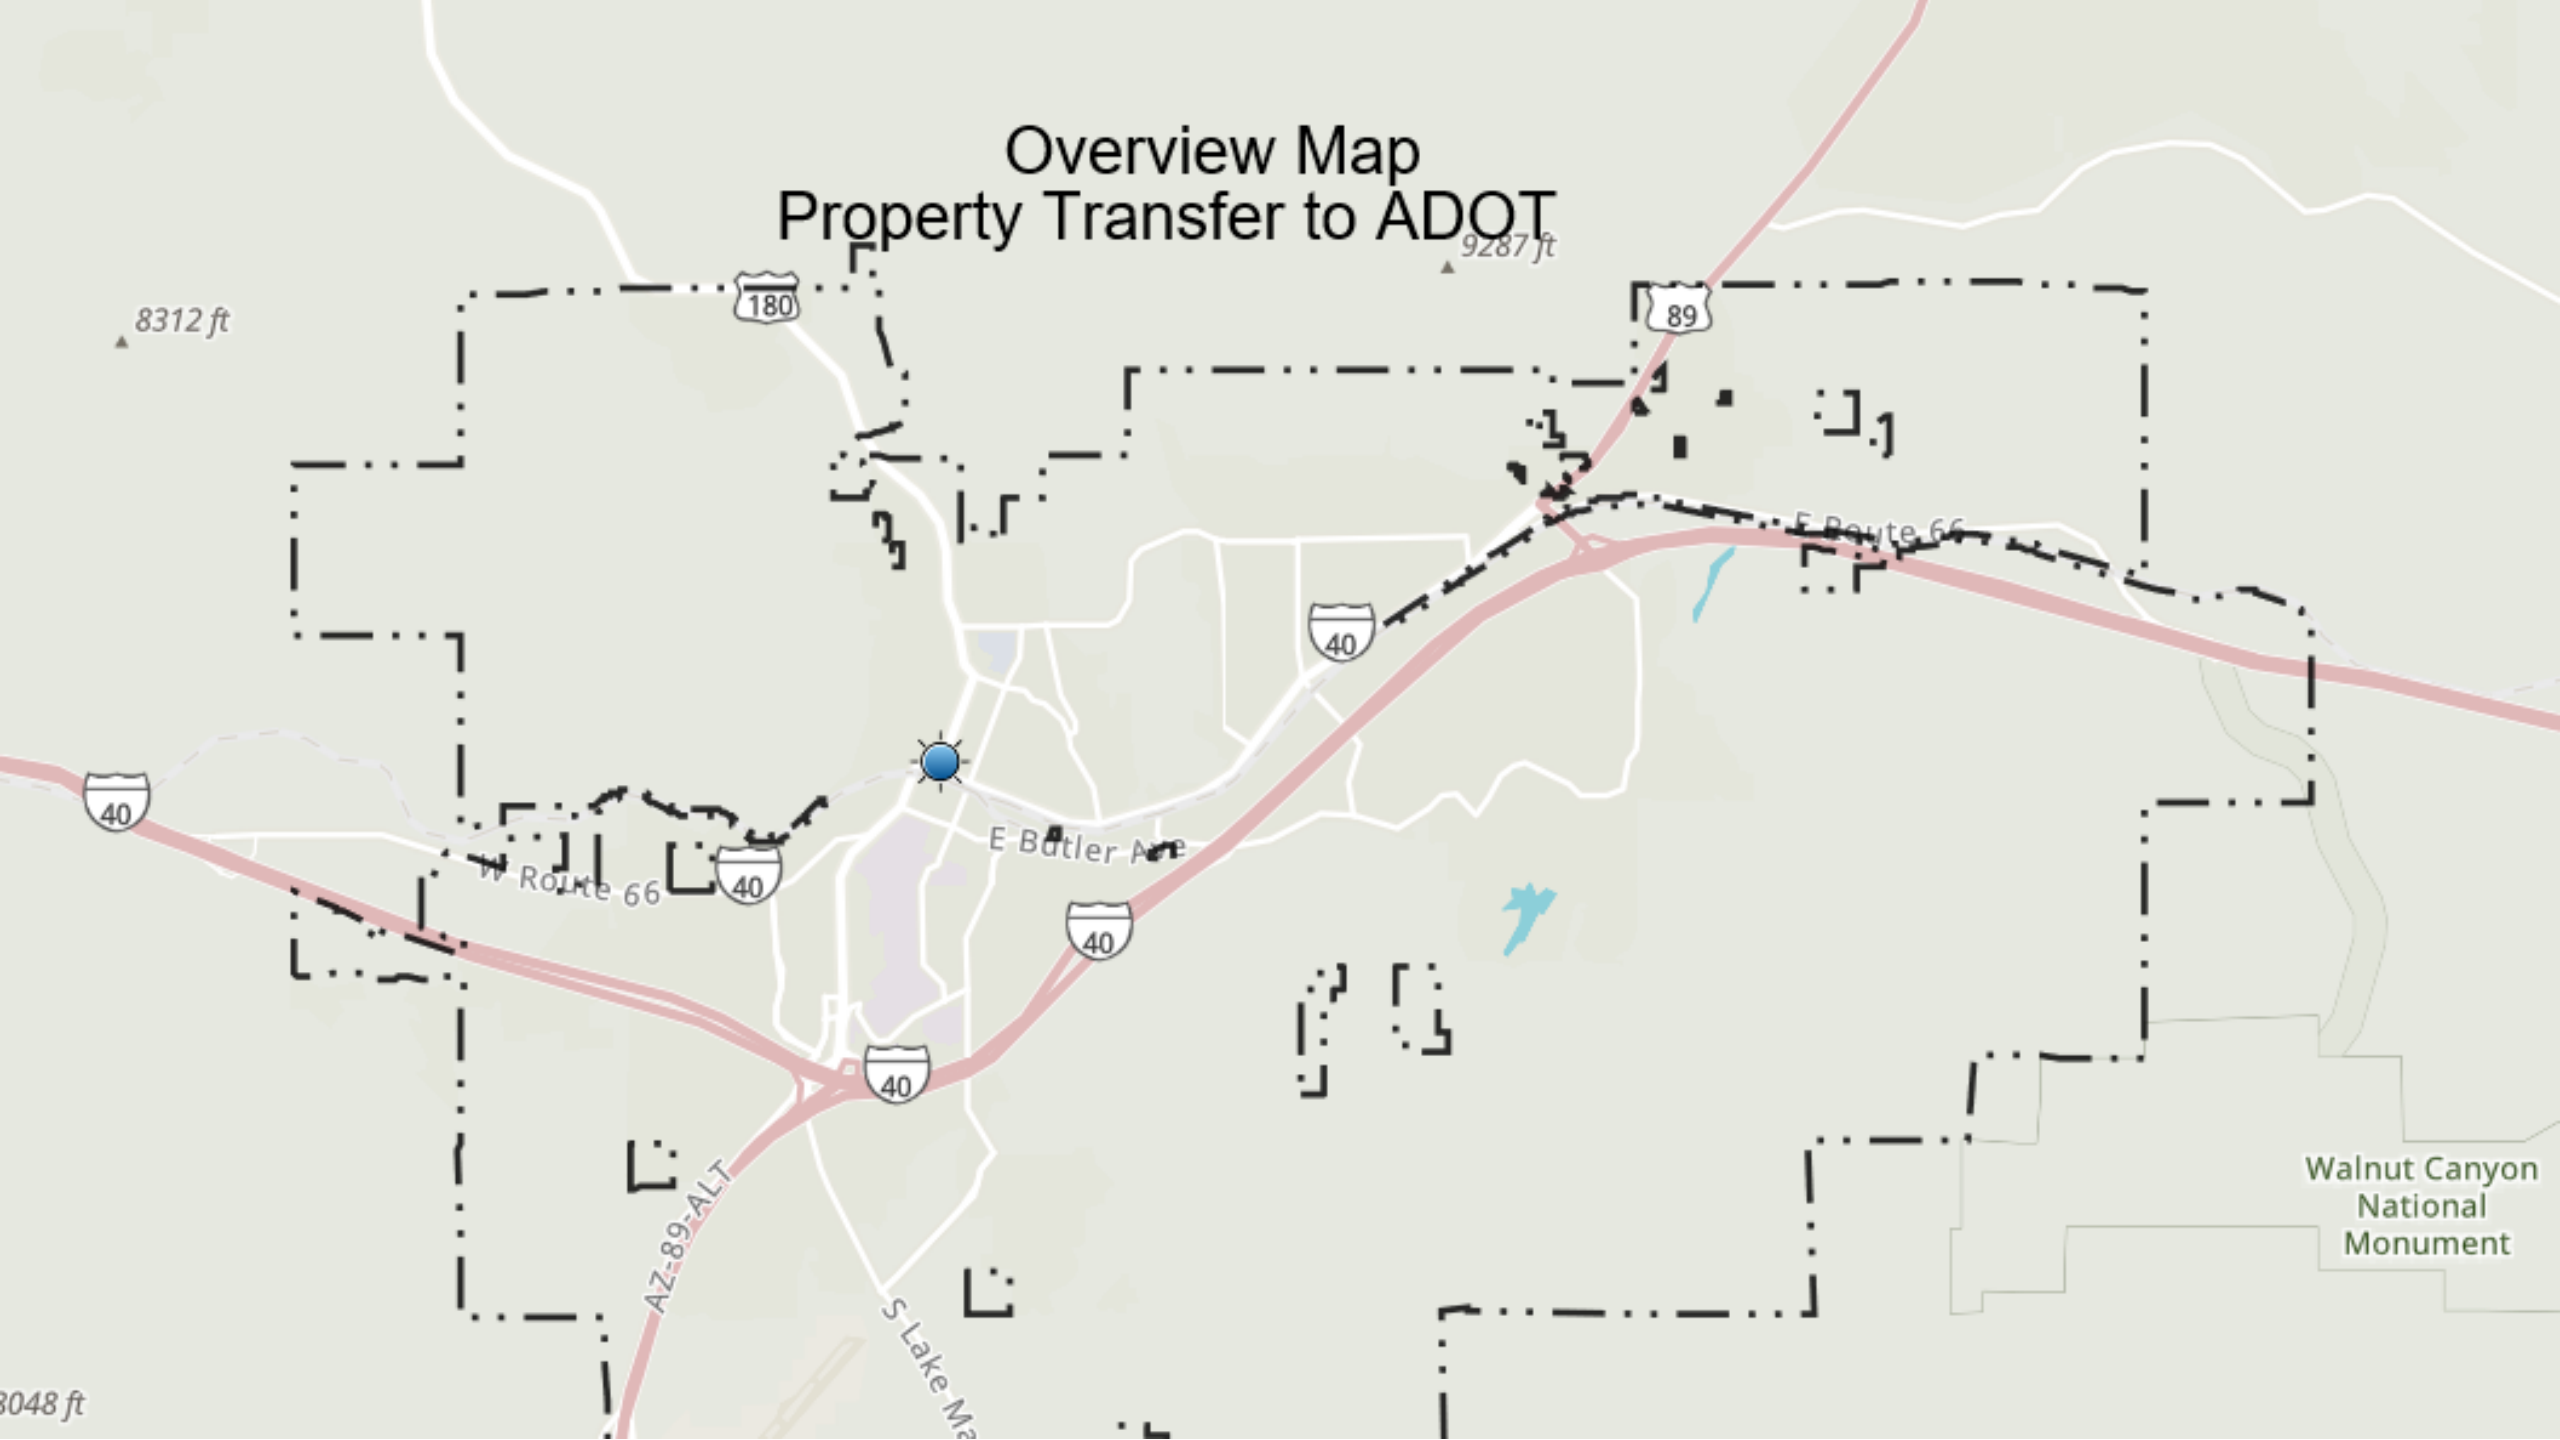 Overview Map
Property Transfer to ADOT
9287 ft
180
89
8312 ft
E Route 66
40
40
E Butler Ave
W Route 66
40
40
40
AZ-89-ALT
Walnut Canyon
National
Monument
S Lake Ma
8048 ft